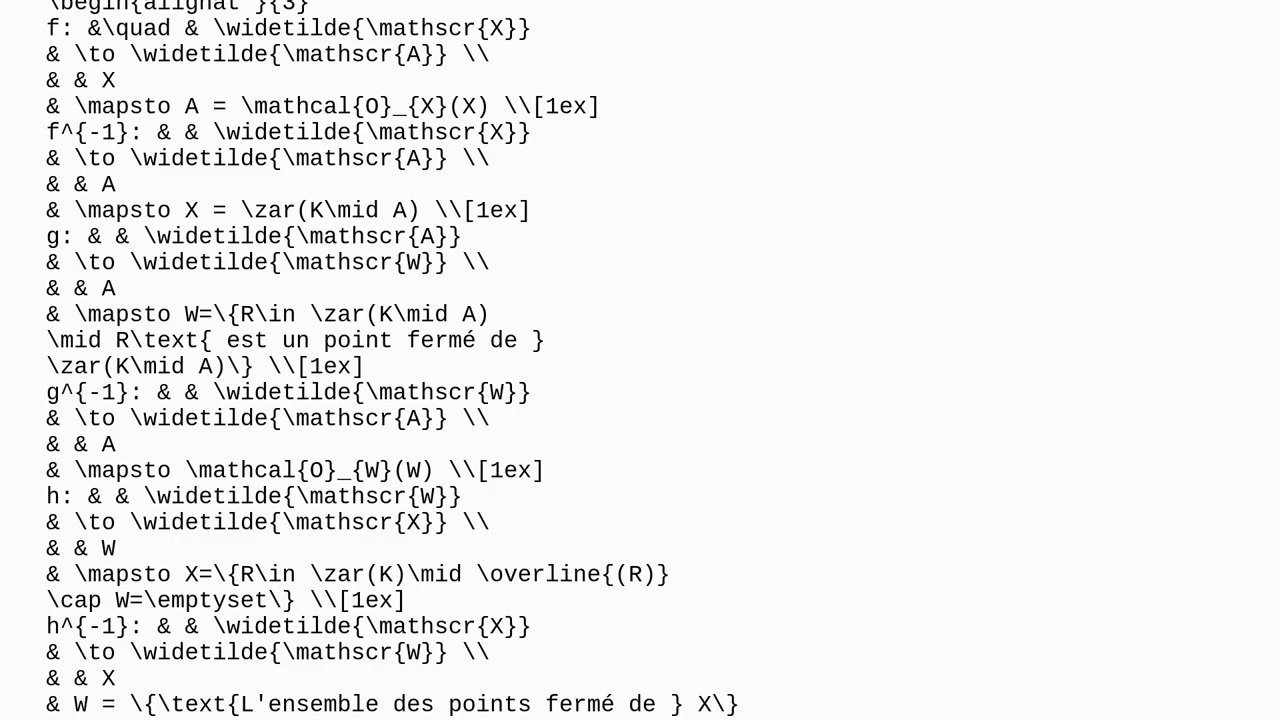 \begin{alignat*}{3}
f: &\quad & \widetilde{\mathscr{X}}
& \to \widetilde{\mathscr{A}} \\
& & X
& \mapsto A = \mathcal{O}_{X}(X) \\[1ex]
f^{-1}: & & \widetilde{\mathscr{X}}
& \to \widetilde{\mathscr{A}} \\
& & A
& \mapsto X = \zar(K\mid A) \\[1ex]
g: & & \widetilde{\mathscr{A}}
& \to \widetilde{\mathscr{W}} \\
& & A
& \mapsto W=\{R\in \zar(K\mid A)
\mid R\text{ est un point fermé de }
\zar(K\mid A)\} \\[1ex]
g^{-1}: & & \widetilde{\mathscr{W}}
& \to \widetilde{\mathscr{A}} \\
& & A
& \mapsto \mathcal{O}_{W}(W) \\[1ex]
h: & & \widetilde{\mathscr{W}}
& \to \widetilde{\mathscr{X}} \\
& & W
& \mapsto X=\{R\in \zar(K)\mid \overline{(R)}
\cap W=\emptyset\} \\[1ex]
h^{-1}: & & \widetilde{\mathscr{X}}
& \to \widetilde{\mathscr{W}} \\
& & X
& W = \{\text{L'ensemble des points fermé de } X\}